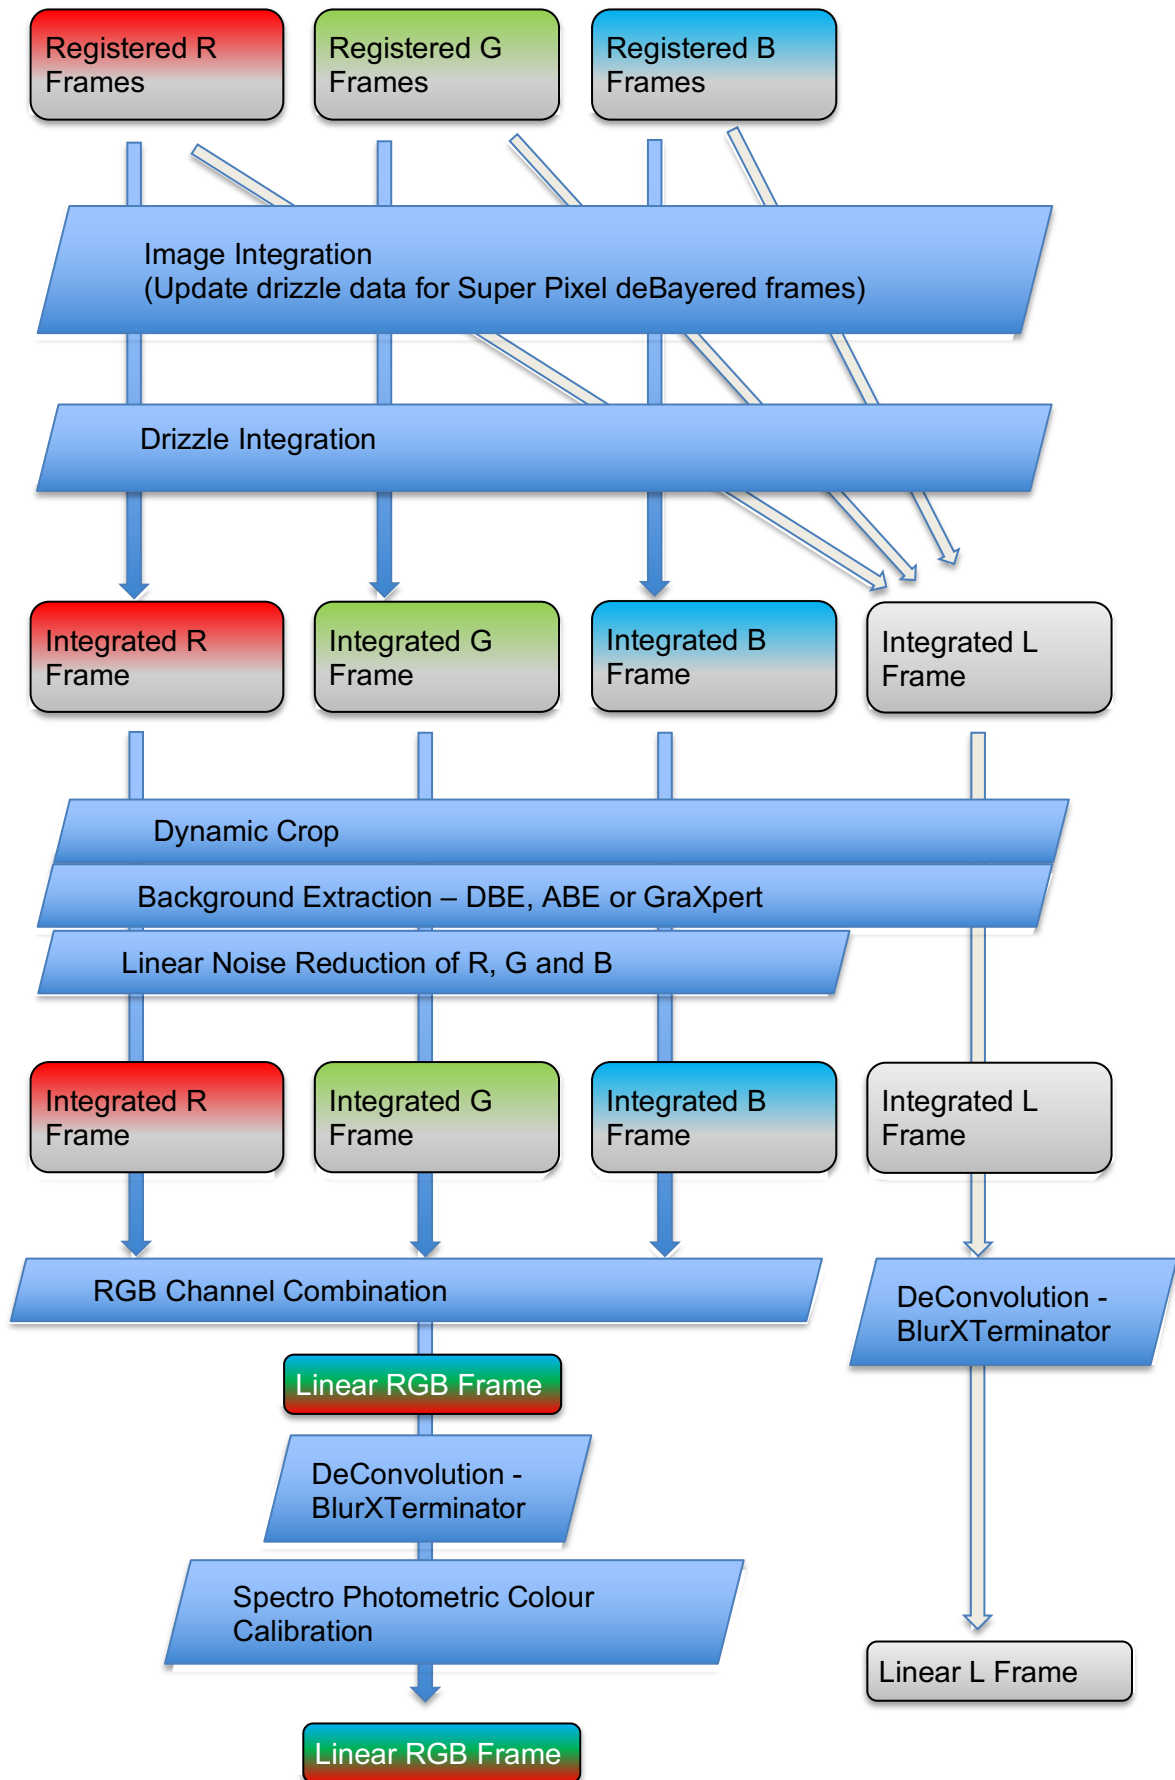 Registered R
Frames
Registered G
Frames
Registered B
Frames
Image Integration
(Update drizzle data for Super Pixel deBayered frames)
Drizzle Integration
Integrated R
Frame
Integrated G
Frame
Integrated B
Frame
Integrated L
Frame
Dynamic Crop
Background Extraction – DBE, ABE or GraXpert
Linear Noise Reduction of R, G and B
Integrated R
Frame
Integrated G
Frame
Integrated B
Frame
Integrated L
Frame
RGB Channel Combination
DeConvolution -
BlurXTerminator
Linear RGB Frame
DeConvolution -
BlurXTerminator
Spectro Photometric Colour
Calibration
Linear L Frame
Linear RGB Frame